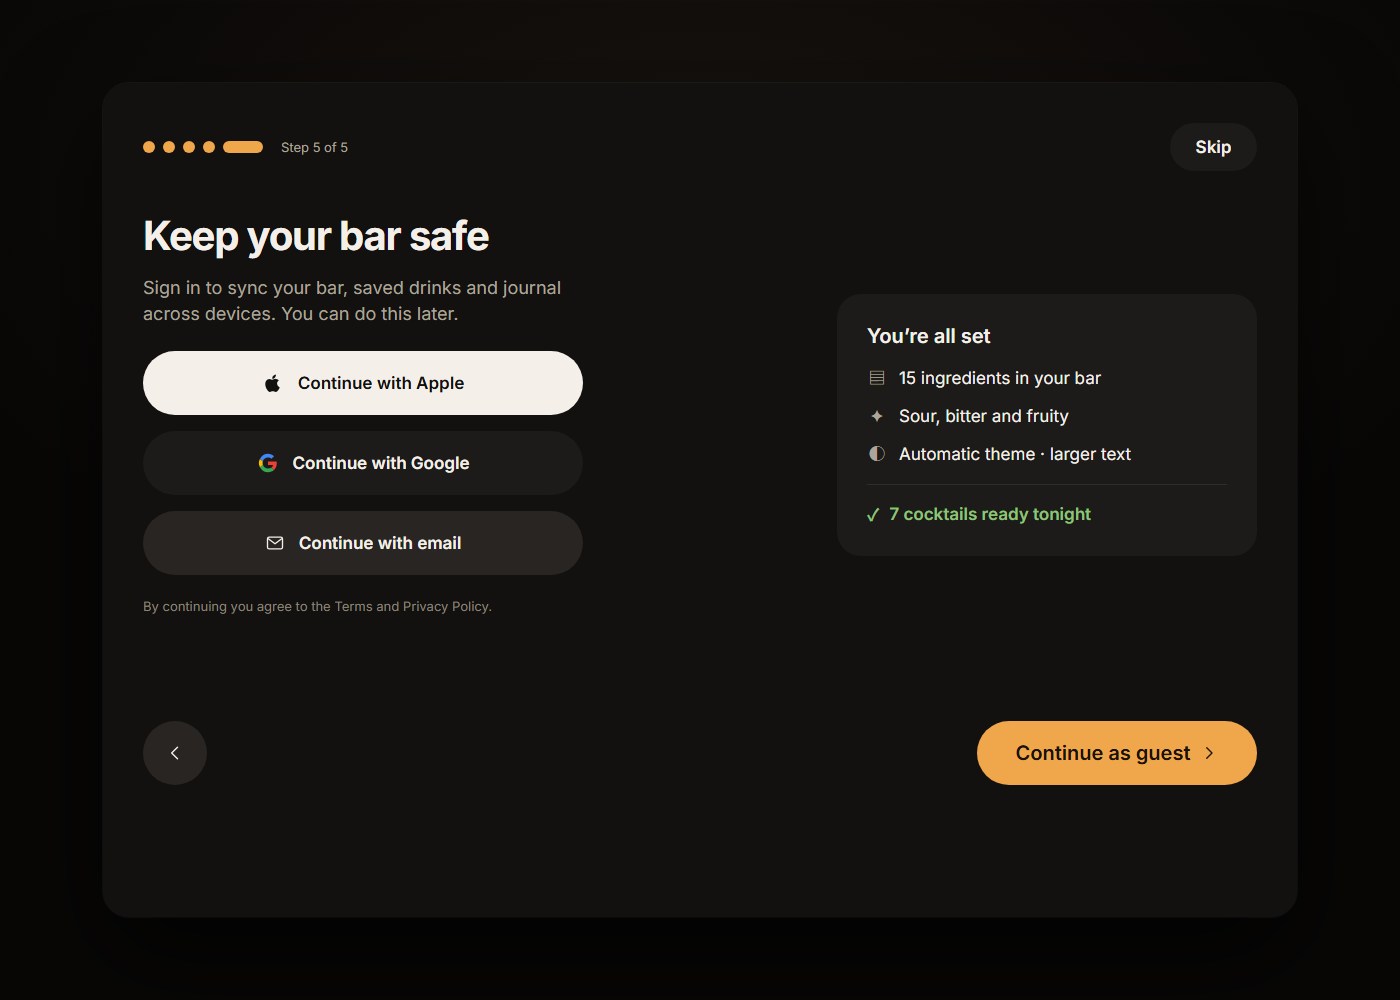 Step 5 of 5
Skip
Keep your bar safe
Sign in to sync your bar, saved drinks and journal
across devices. You can do this later.
Continue with Apple
Continue with Google
Continue with email
By continuing you agree to the Terms and Privacy Policy.
You’re all set
15 ingredients in your bar
Sour, bitter and fruity
Automatic theme · larger text
✓ 7 cocktails ready tonight
Continue as guest